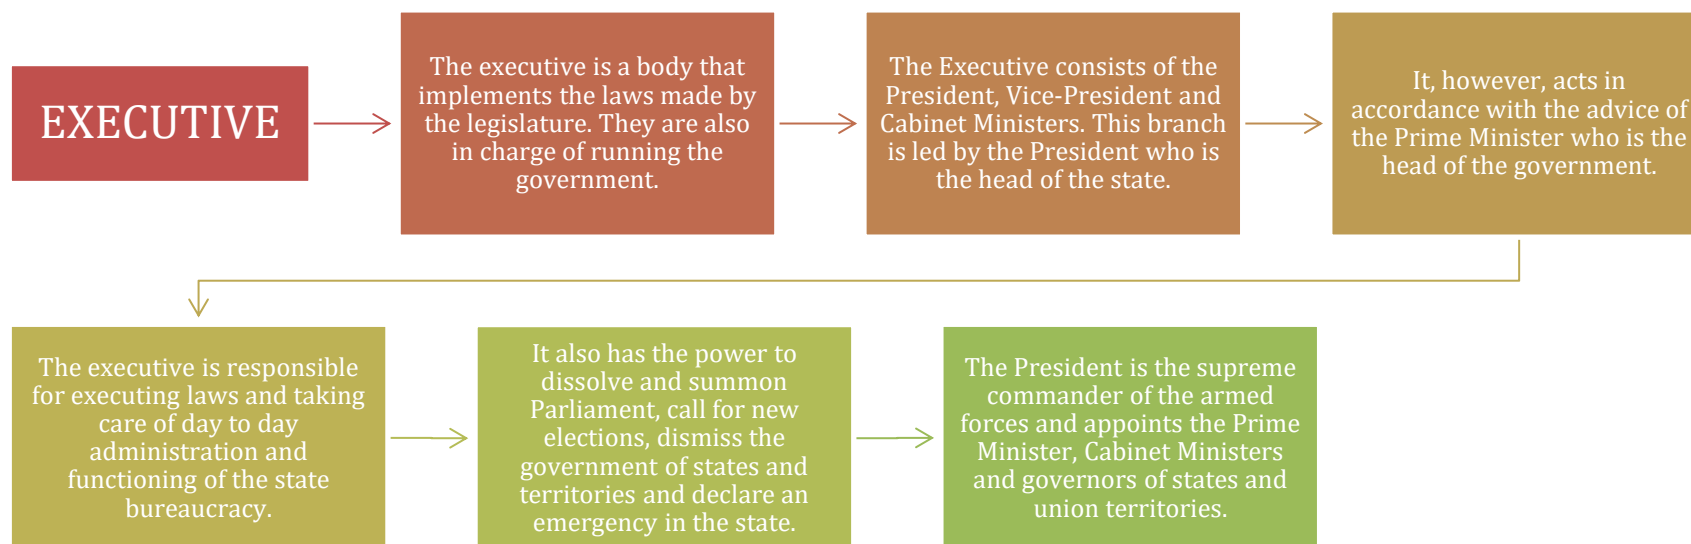 EXECUTIVE
The executive is a body that
implements the laws made by
the legislature. They are also
in charge of running the
government.
The Executive consists of the
President, Vice-President and
Cabinet Ministers. This branch
is led by the President who is
the head of the state.
It, however, acts in
accordance with the advice of
the Prime Minister who is the
head of the government.
The executive is responsible
for executing laws and taking
care of day to day
administration and
functioning of the state
bureaucracy.
It also has the power to
dissolve and summon
Parliament, call for new
elections, dismiss the
government of states and
territories and declare an
emergency in the state.
The President is the supreme
commander of the armed
forces and appoints the Prime
Minister, Cabinet Ministers
and governors of states and
union territories.